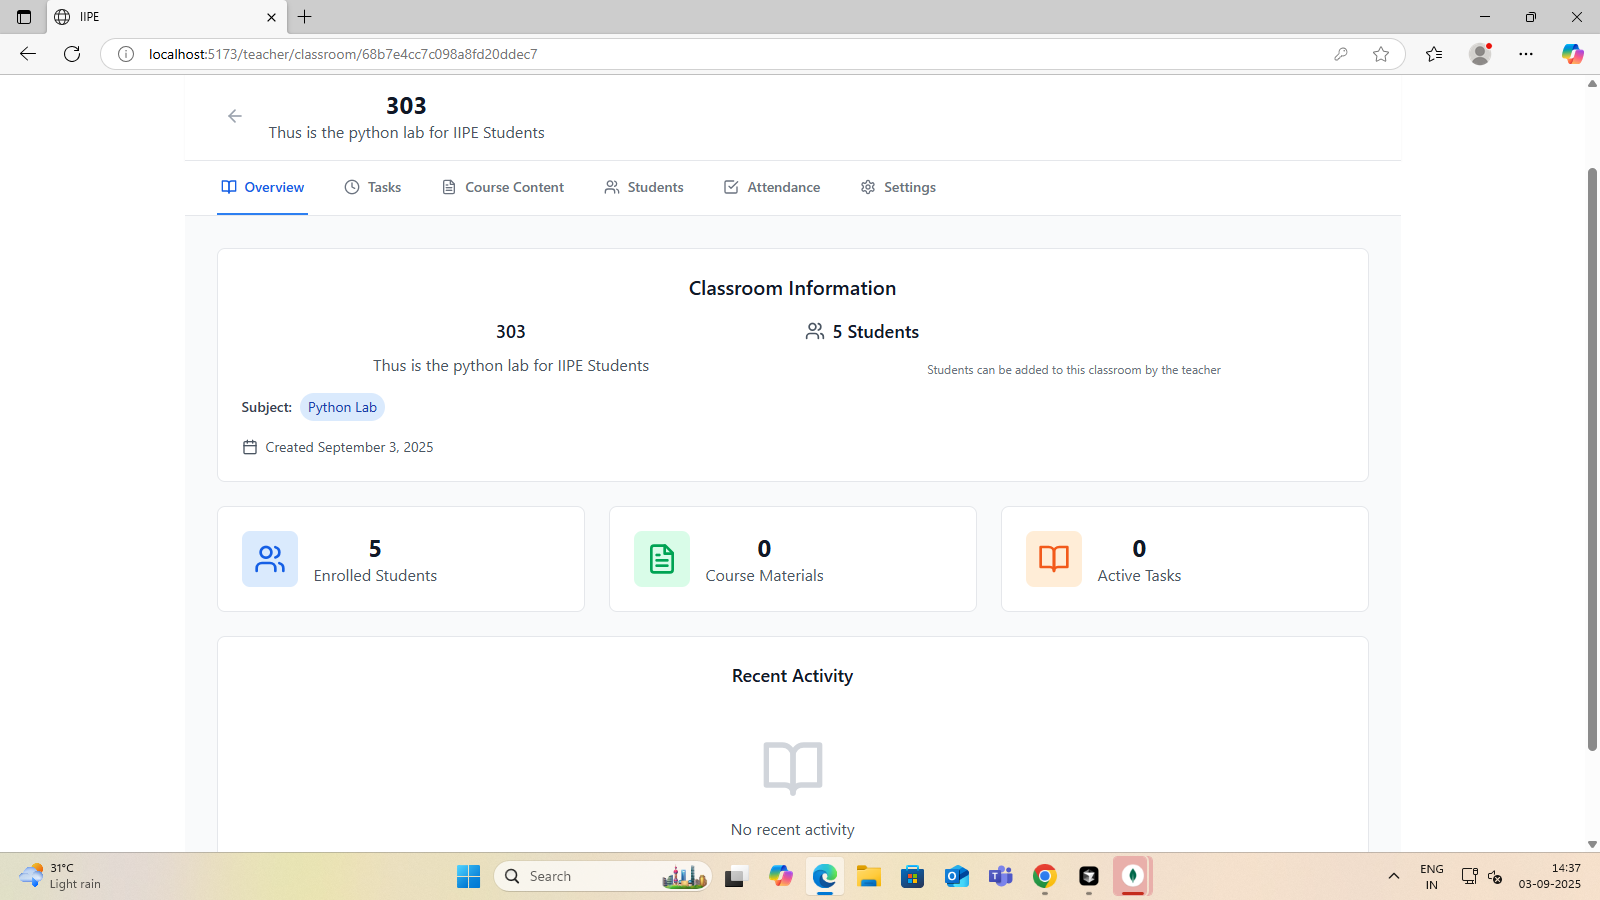 IIPE
localhost:5173/teacher/classroom/68b7e4cc7c098a8fd20ddec7
303
Thus is the python lab for IIPE Students
Overview
Tasks
Course Content
Students
Attendance
Settings
Classroom Information
303
Thus is the python lab for IIPE Students
Subject: Python Lab
Created September 3, 2025
5 Students
Students can be added to this classroom by the teacher
5
Enrolled Students
0
Course Materials
0
Active Tasks
Recent Activity
No recent activity
31°C
Light rain
Search
ENG
IN
14:37
03-09-2025